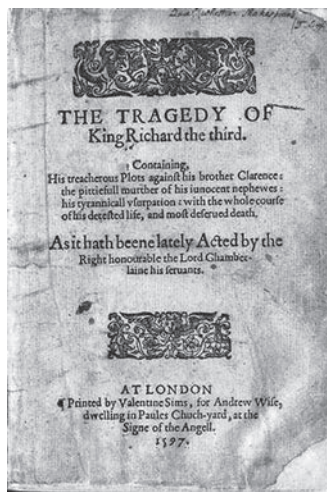 THE TRAGEDY OF
King Richard the third.
Containing,
His treacherous Plots against his brother Clarence:
the pittiefull murther of his iunocent nephewes:
his tyrannicall vsurpation: with the whole course
of his detested life, and most deserued death.
As it hath beene lately Acted by the
Right honourable the Lord Chamber-
laine his seruants.
AT LONDON
Printed by Valentine Sims, for Andrew Wise,
dwelling in Paules Chuch-yard, at the
Signe of the Angell.
1597.